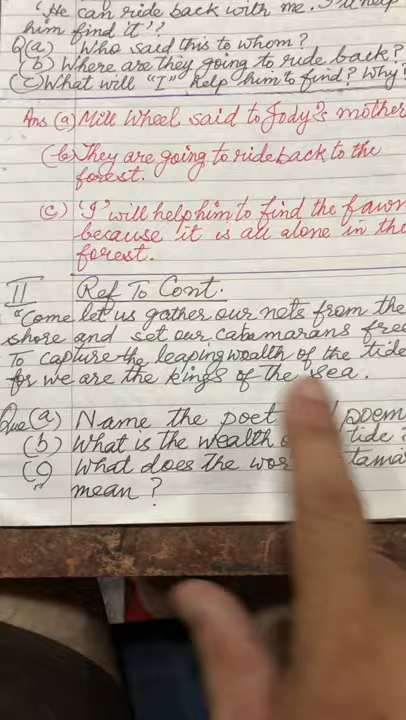 "He can ride back with me. I'll help
him find it"?
Q(a) Who said this to whom?
(b) Where are they going to ride back?
(c) What will "I" help him to find? Why?
Ans (a) Mill Wheel said to Jody's mother
(b) They are going to ride back to the
forest.
(c) 'I' will help him to find the fawn
because it is all alone in the
forest.
II Ref To Cont.
"Come let us gather our nets from the
shore and set our catamarans free
To capture the leaping wealth of the tide
for we are the kings of the sea.
Que (a) Name the poet poem
(b) What is the wealth tide?
(c) What does the
mean?